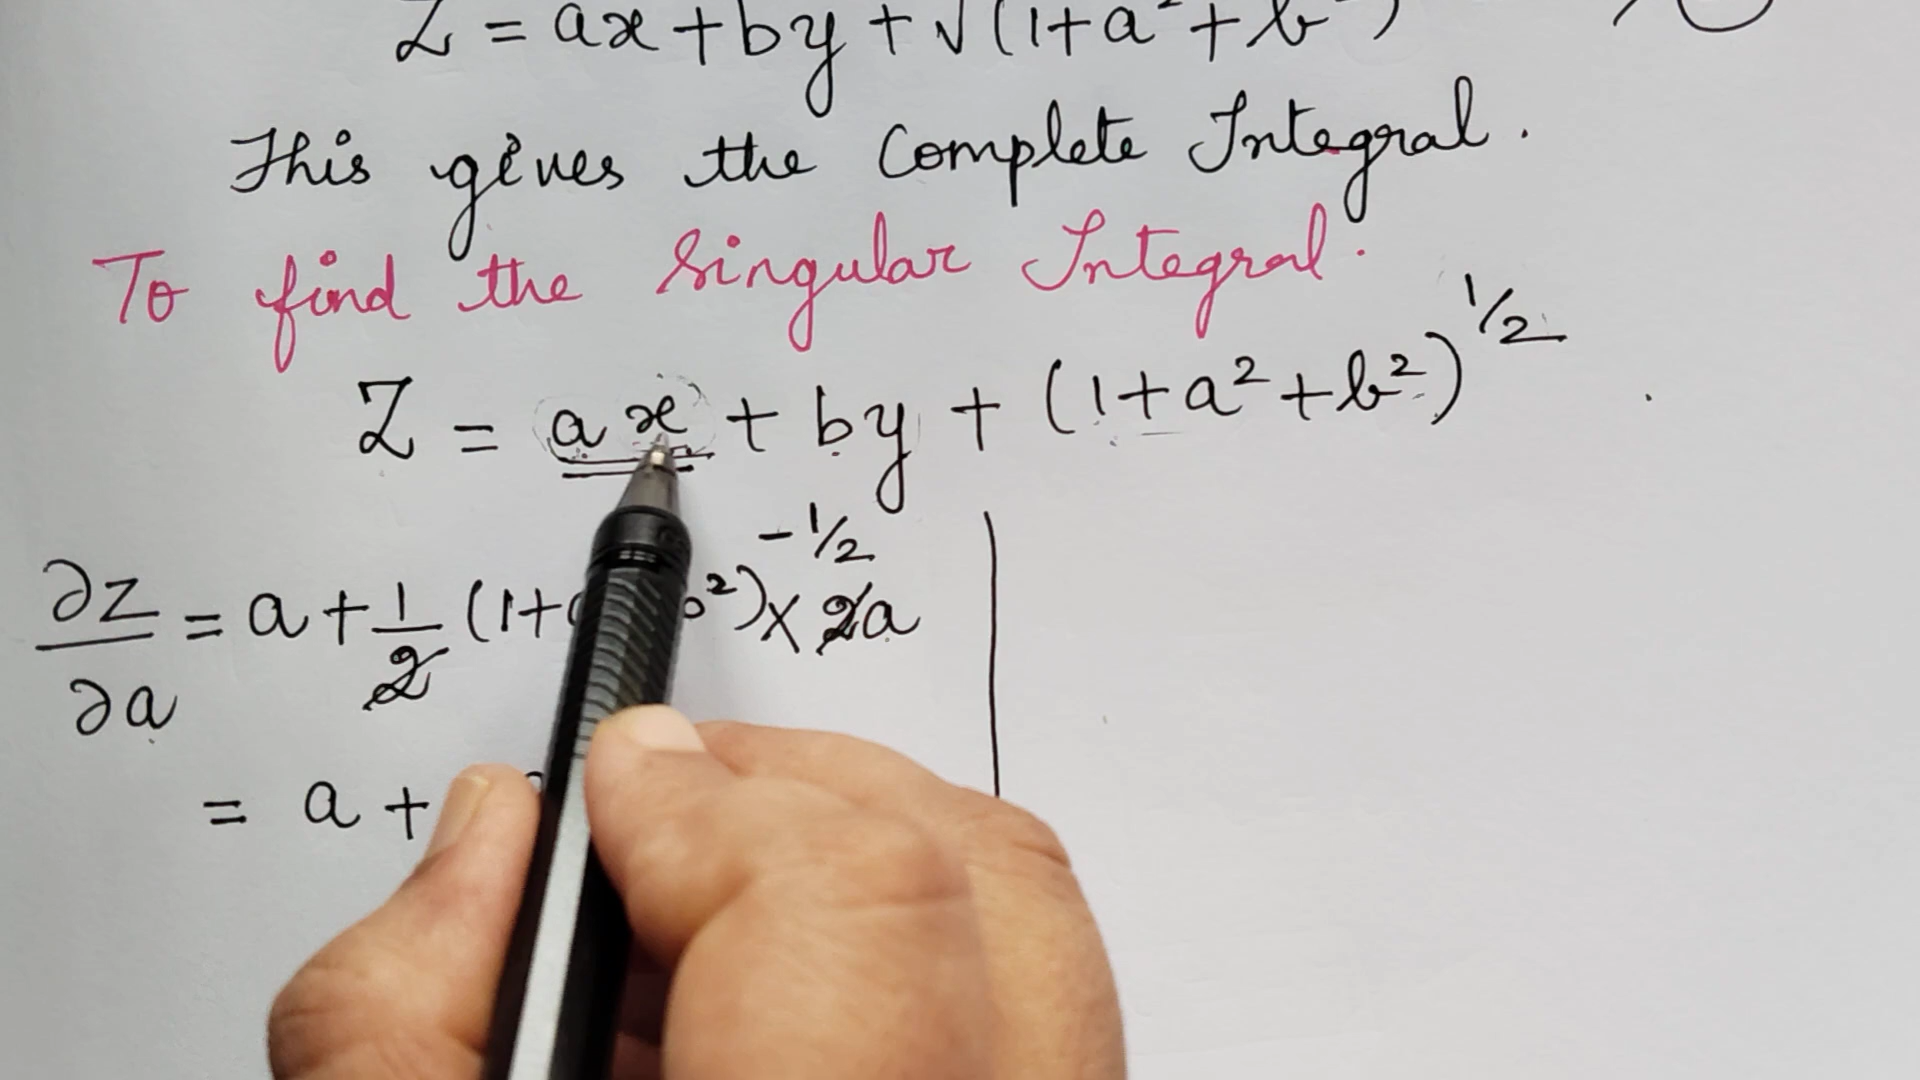 Z = ax + by + √(1+a²+b²)
This gives the Complete Integral.
To find the Singular Integral.
Z = ax + by + (1+a²+b²)^1/2
∂z/∂a = a + 1/2 (1+ b²)^-1/2 × 2a
= a +